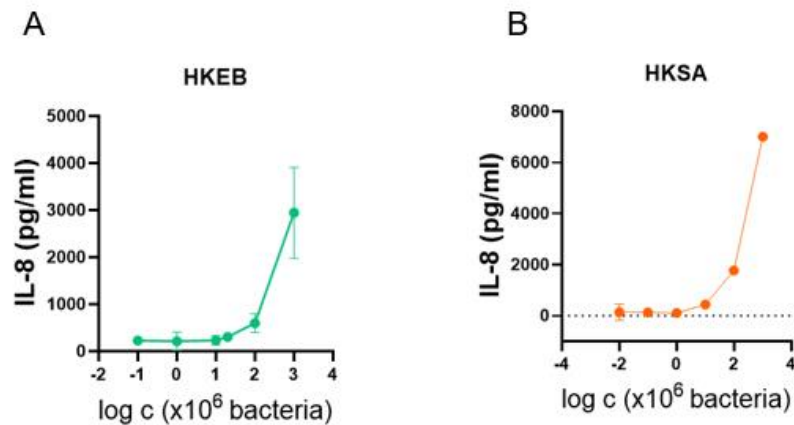 A
HKEB
5000
4000
3000
2000
1000
0
IL-8 (pg/ml)
-2 -1 0 1 2 3 4
log c (x10⁶ bacteria)
B
HKSA
8000
6000
4000
2000
0
IL-8 (pg/ml)
-4 -2 0 2 4
log c (x10⁶ bacteria)